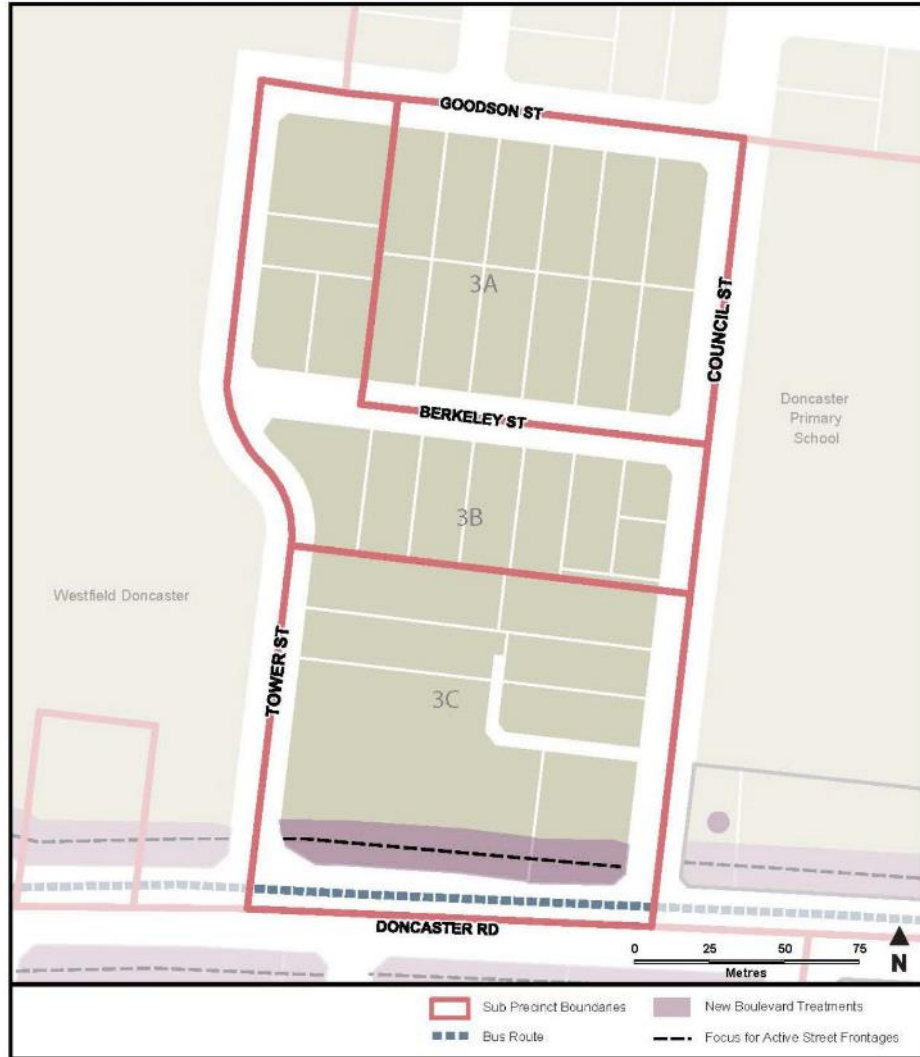 GOODSON ST
3A
COUNCIL ST
Doncaster
Primary
School
BERKELEY ST
3B
Westfield Doncaster
TOWER ST
3C
DONCASTER RD
0 25 50 75
Metres
N
Sub Precinct Boundaries
New Boulevard Treatments
Bus Route
Focus for Active Street Frontages